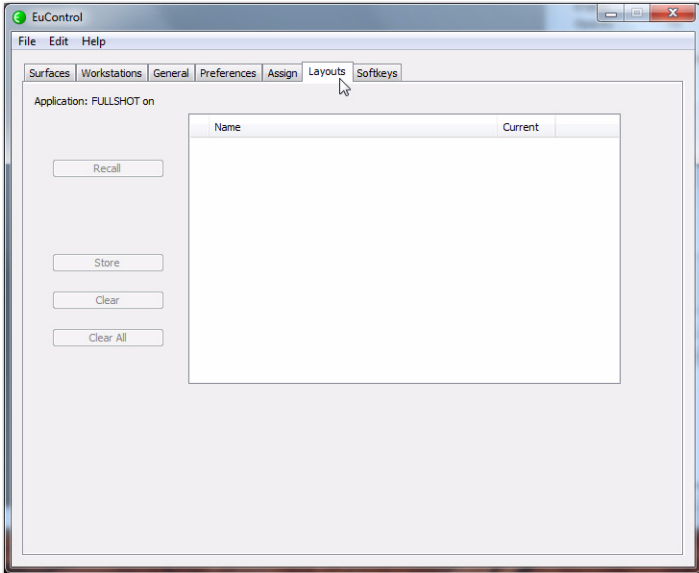 EuControl
File Edit Help
Surfaces Workstations General Preferences Assign Layouts Softkeys
Application: FULLSHOT on
Name Current
Recall
Store
Clear
Clear All